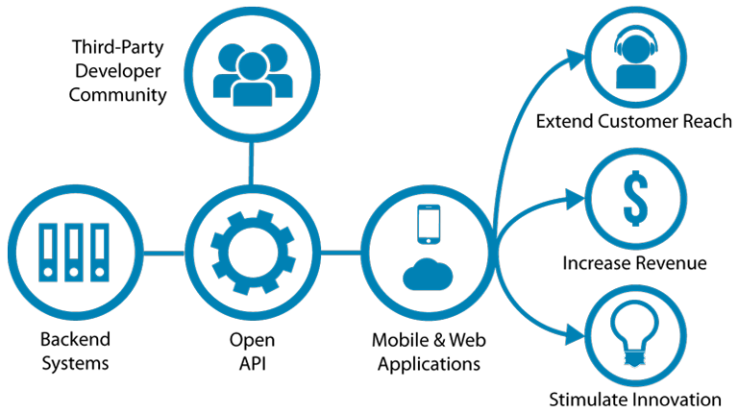 Third-Party
Developer
Community
Extend Customer Reach
$
Increase Revenue
Backend
Systems
Open
API
Mobile & Web
Applications
Stimulate Innovation